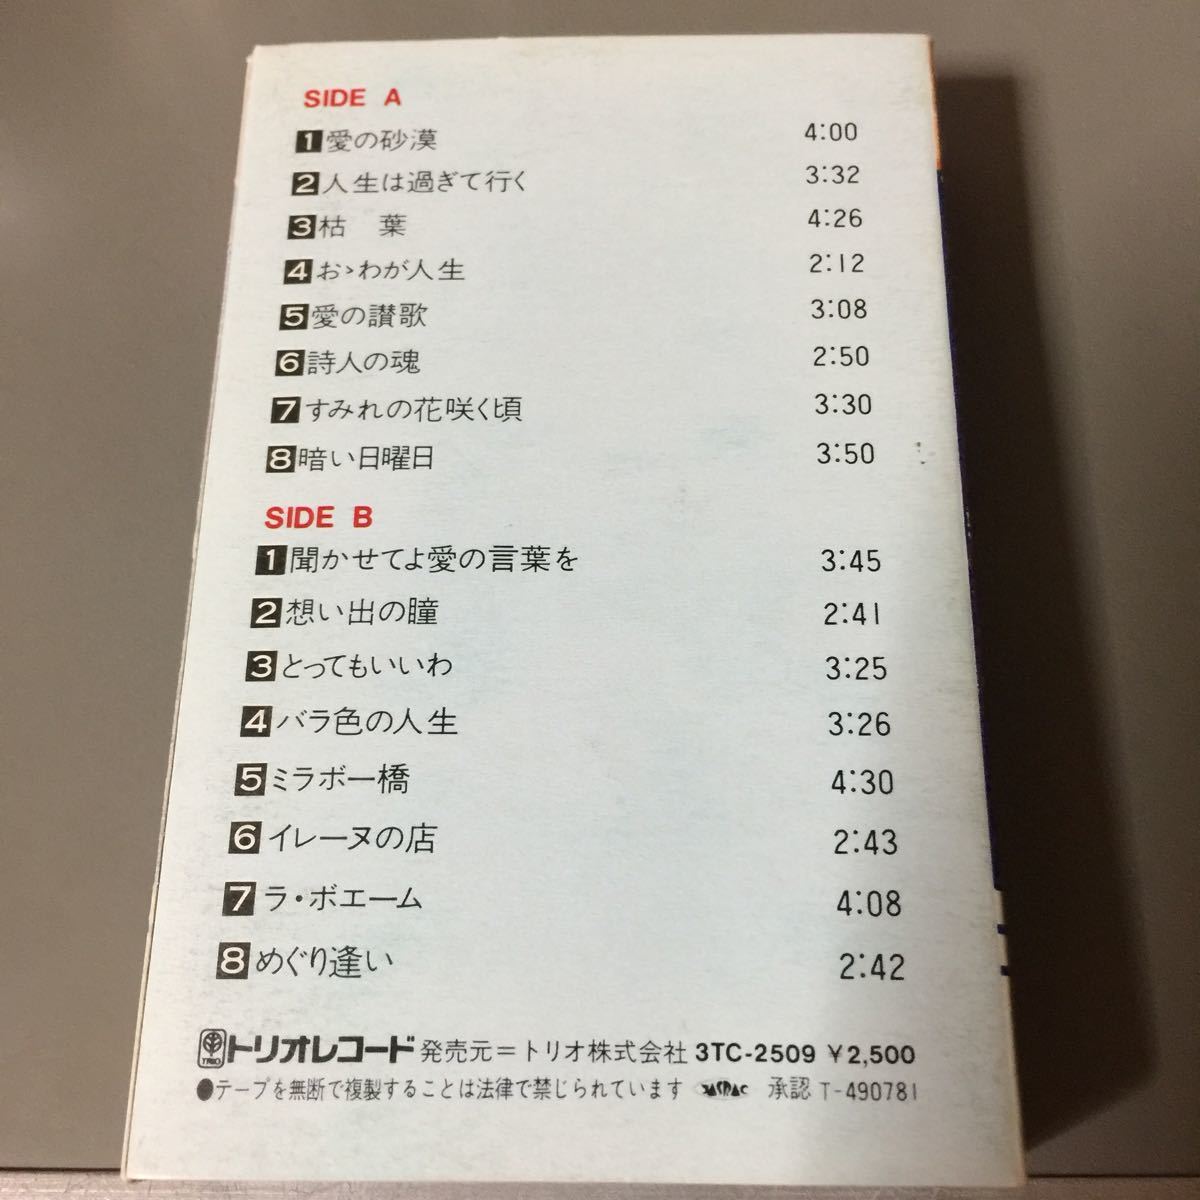 SIDE A
1 愛の砂漠 4:00
2 人生は過ぎて行く 3:32
3 枯　葉 4:26
4 おゝわが人生 2:12
5 愛の讃歌 3:08
6 詩人の魂 2:50
7 すみれの花咲く頃 3:30
8 暗い日曜日 3:50
SIDE B
1 聞かせてよ愛の言葉を 3:45
2 想い出の瞳 2:41
3 とってもいいわ 3:25
4 バラ色の人生 3:26
5 ミラボー橋 4:30
6 イレーヌの店 2:43
7 ラ・ボエーム 4:08
8 めぐり逢い 2:42
TRIO トリオレコード 発売元＝トリオ株式会社 3TC-2509 ¥2,500
●テープを無断で複製することは法律で禁じられています JASRAC 承認 T-490781